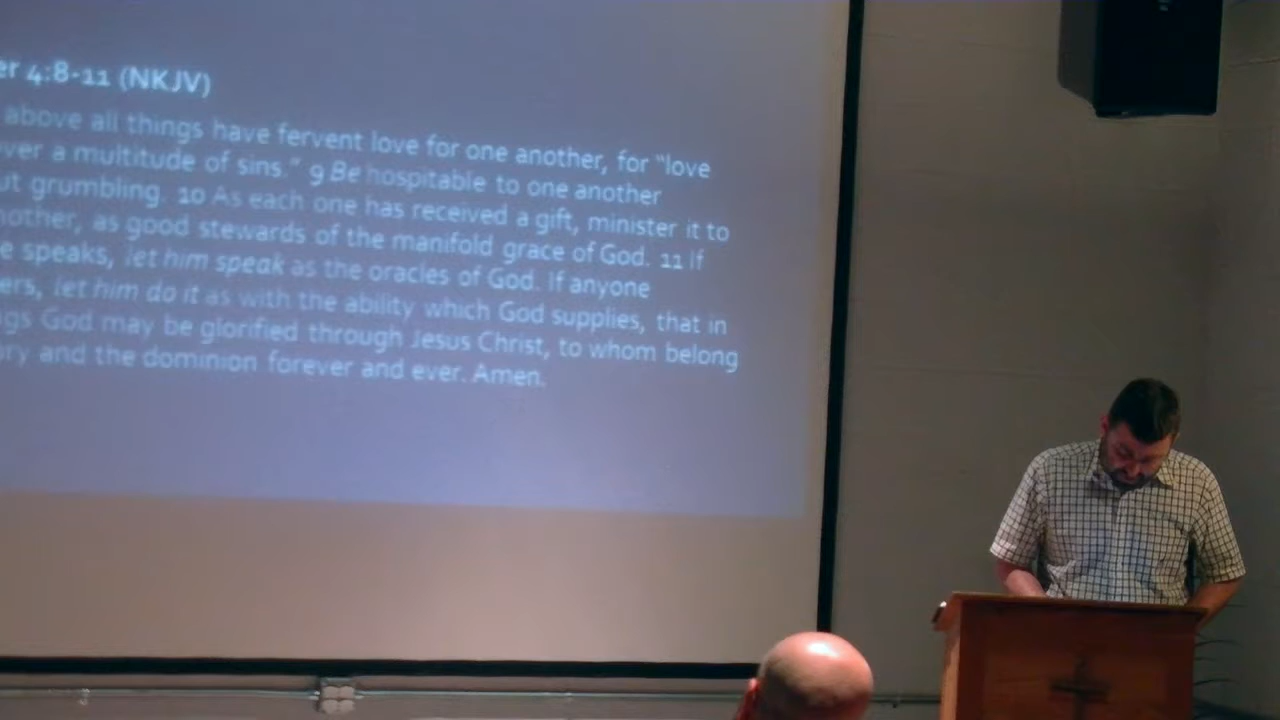 er 4:8-11 (NKJV)
above all things have fervent love for one another, for “love
ver a multitude of sins.” 9 Be hospitable to one another
ut grumbling. 10 As each one has received a gift, minister it to
nother, as good stewards of the manifold grace of God. 11 If
e speaks, let him speak as the oracles of God. If anyone
ers, let him do it as with the ability which God supplies, that in
ngs God may be glorified through Jesus Christ, to whom belong
ory and the dominion forever and ever. Amen.